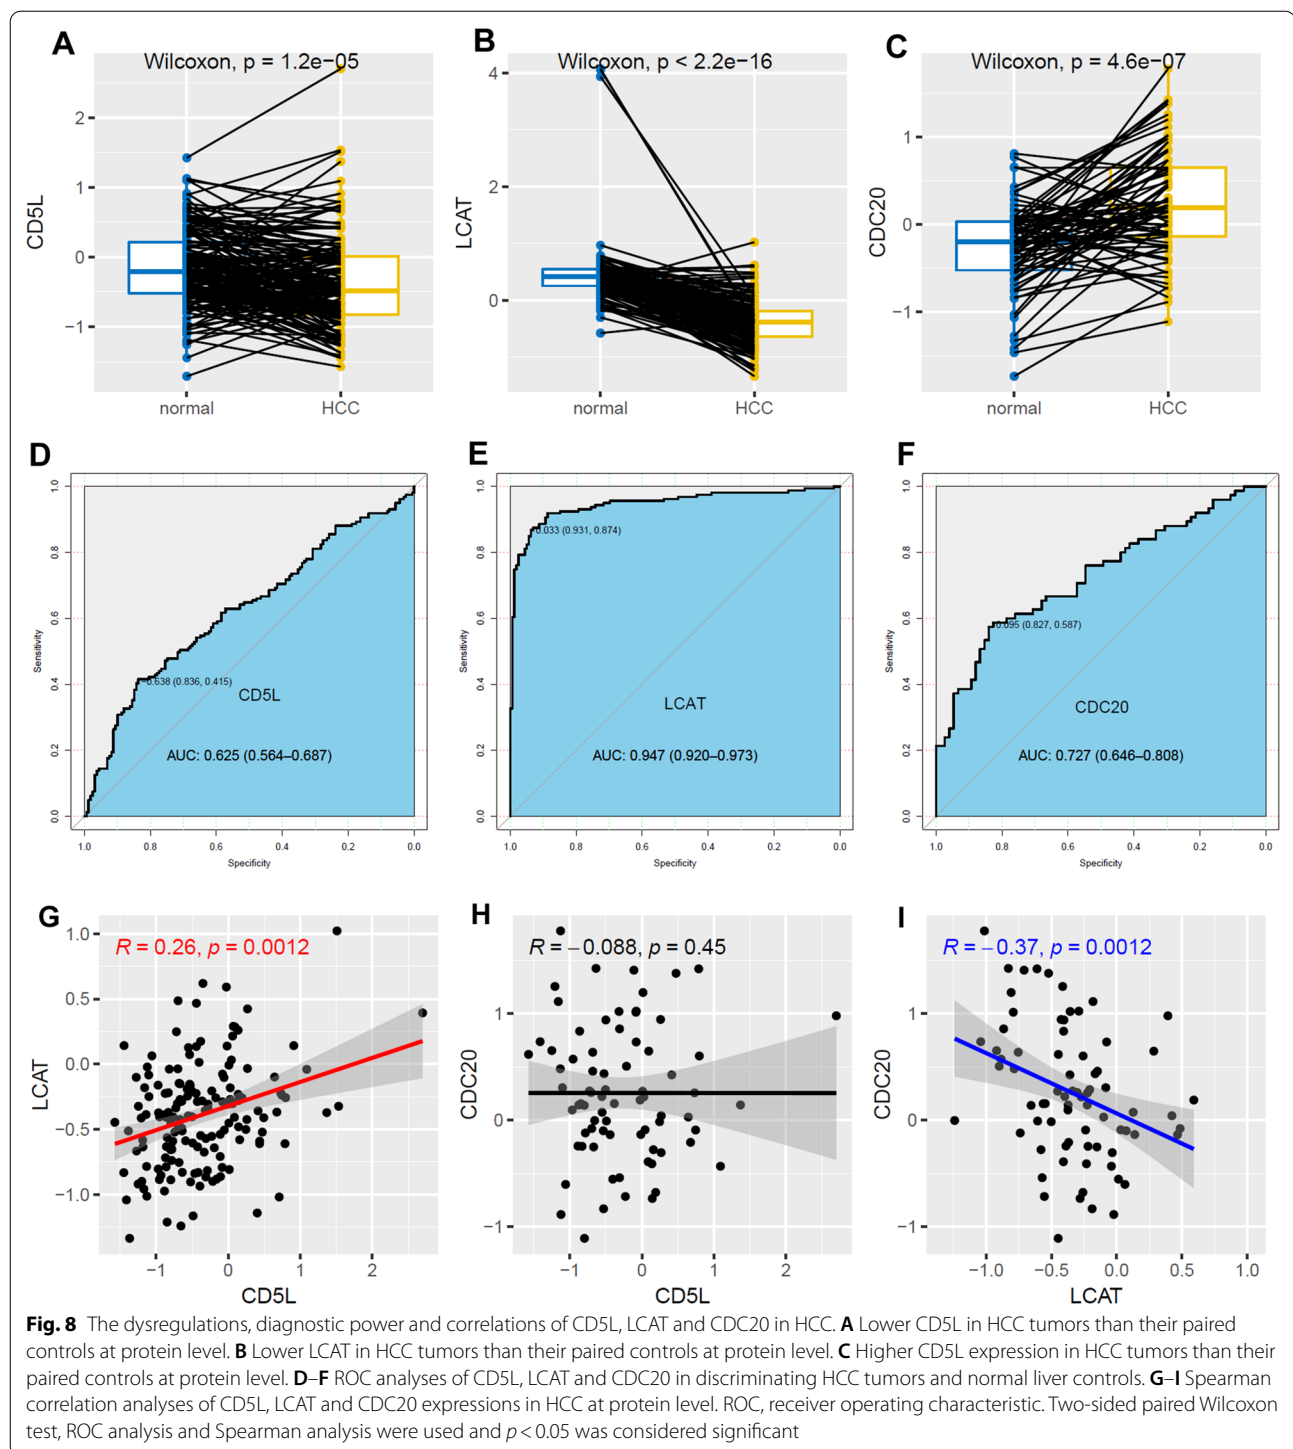 A
Wilcoxon, p = 1.2e−05
CD5L
2
1
0
−1
normal HCC
B
Wilcoxon, p < 2.2e−16
LCAT
4
2
0
normal HCC
C
Wilcoxon, p = 4.6e−07
CDC20
1
0
−1
normal HCC
D
Sensitivity
1.0
0.8
0.6
0.4
0.2
0.0
−0.638 (0.836, 0.415)
CD5L
AUC: 0.625 (0.564–0.687)
1.0 0.8 0.6 0.4 0.2 0.0
Specificity
E
Sensitivity
1.0
0.8
0.6
0.4
0.2
0.0
0.033 (0.931, 0.874)
LCAT
AUC: 0.947 (0.920–0.973)
1.0 0.8 0.6 0.4 0.2 0.0
Specificity
F
Sensitivity
1.0
0.8
0.6
0.4
0.2
0.0
0.095 (0.827, 0.587)
CDC20
AUC: 0.727 (0.646–0.808)
1.0 0.8 0.6 0.4 0.2 0.0
Specificity
G
R = 0.26, p = 0.0012
LCAT
1.0
0.5
0.0
−0.5
−1.0
−1 0 1 2
CD5L
H
R = −0.088, p = 0.45
CDC20
1
0
−1
−1 0 1 2
CD5L
I
R = −0.37, p = 0.0012
CDC20
1
0
−1
−1.0 −0.5 0.0 0.5 1.0
LCAT
Fig. 8 The dysregulations, diagnostic power and correlations of CD5L, LCAT and CDC20 in HCC. A Lower CD5L in HCC tumors than their paired
controls at protein level. B Lower LCAT in HCC tumors than their paired controls at protein level. C Higher CD5L expression in HCC tumors than their
paired controls at protein level. D–F ROC analyses of CD5L, LCAT and CDC20 in discriminating HCC tumors and normal liver controls. G–I Spearman
correlation analyses of CD5L, LCAT and CDC20 expressions in HCC at protein level. ROC, receiver operating characteristic. Two-sided paired Wilcoxon
test, ROC analysis and Spearman analysis were used and p < 0.05 was considered significant